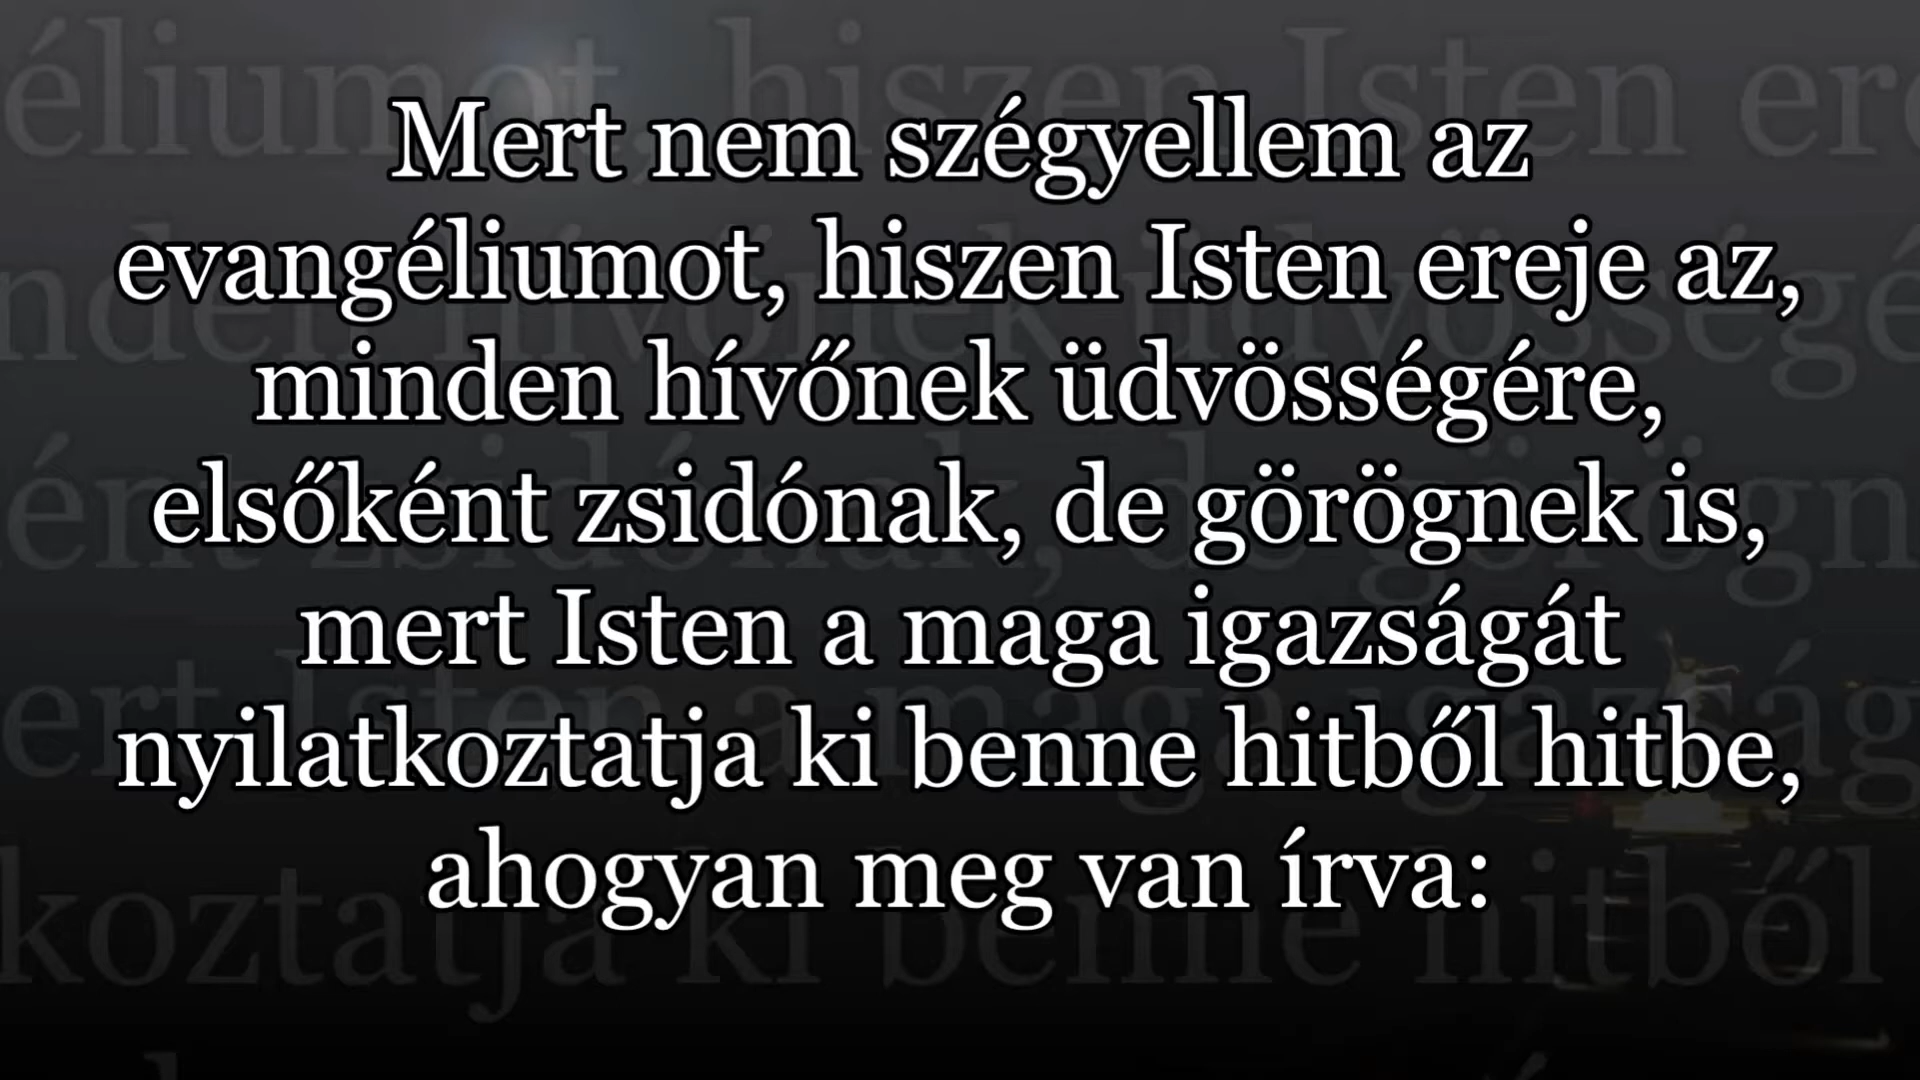 Mert nem szégyellem az
evangéliumot, hiszen Isten ereje az,
minden hívőnek üdvösségére,
elsőként zsidónak, de görögnek is,
mert Isten a maga igazságát
nyilatkoztatja ki benne hitből hitbe,
ahogyan meg van írva: